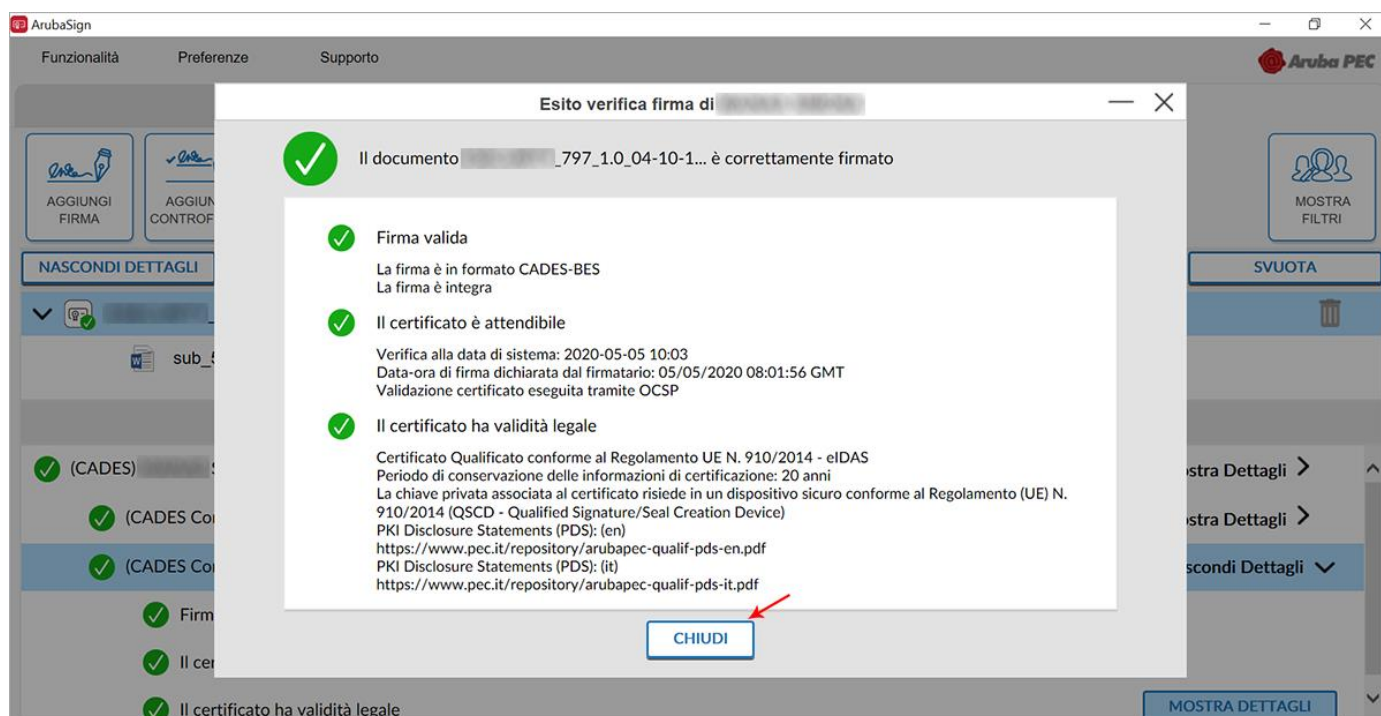 ArubaSign
Funzionalità Preferenze Supporto
Aruba PEC
Esito verifica firma di
Il documento _797_1.0_04-10-1... è correttamente firmato
AGGIUNGI
FIRMA
AGGIUN
CONTROF
MOSTRA
FILTRI
NASCONDI DETTAGLI
SVUOTA
Firma valida
La firma è in formato CADES-BES
La firma è integra
Il certificato è attendibile
Verifica alla data di sistema: 2020-05-05 10:03
Data-ora di firma dichiarata dal firmatario: 05/05/2020 08:01:56 GMT
Validazione certificato eseguita tramite OCSP
Il certificato ha validità legale
Certificato Qualificato conforme al Regolamento UE N. 910/2014 - eIDAS
Periodo di conservazione delle informazioni di certificazione: 20 anni
La chiave privata associata al certificato risiede in un dispositivo sicuro conforme al Regolamento (UE) N.
910/2014 (QSCD - Qualified Signature/Seal Creation Device)
PKI Disclosure Statements (PDS): (en)
https://www.pec.it/repository/arubapec-qualif-pds-en.pdf
PKI Disclosure Statements (PDS): (it)
https://www.pec.it/repository/arubapec-qualif-pds-it.pdf
CHIUDI
sub_5
(CADES) S
ostra Dettagli
(CADES Co
ostra Dettagli
(CADES Co
scondi Dettagli
Firm
Il cer
Il certificato ha validità legale
MOSTRA DETTAGLI